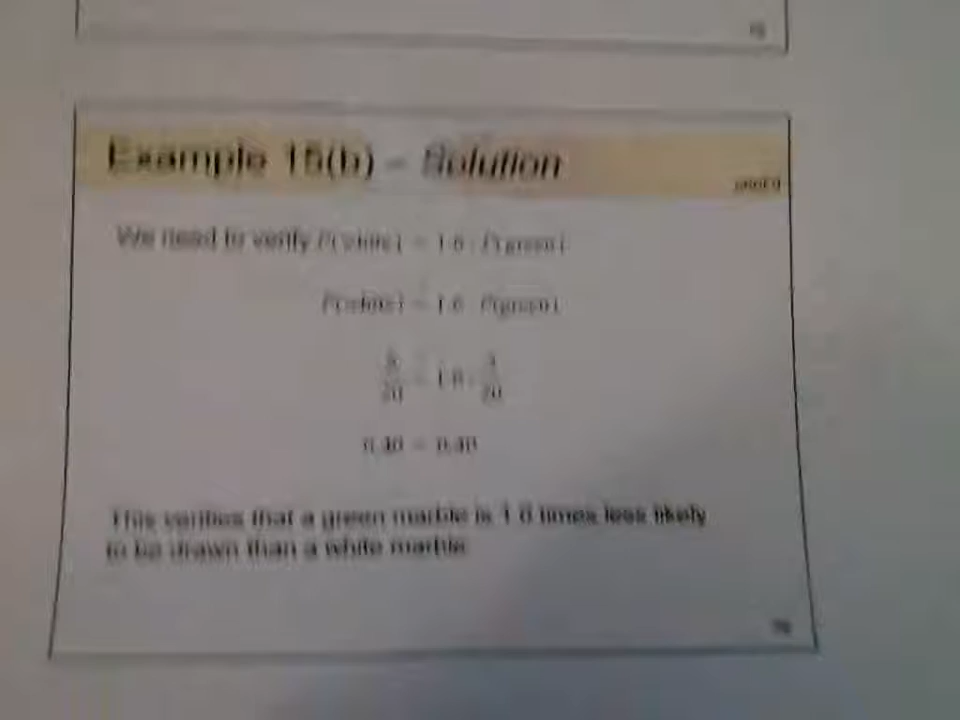 Example 15(b) – Solution
cont'd
We need to verify P(white) = 1.6 · P(green)
P(white) = 1.6 · P(green)
0.40 = 0.40
This verifies that a green marble is 1.6 times less likely
to be drawn than a white marble